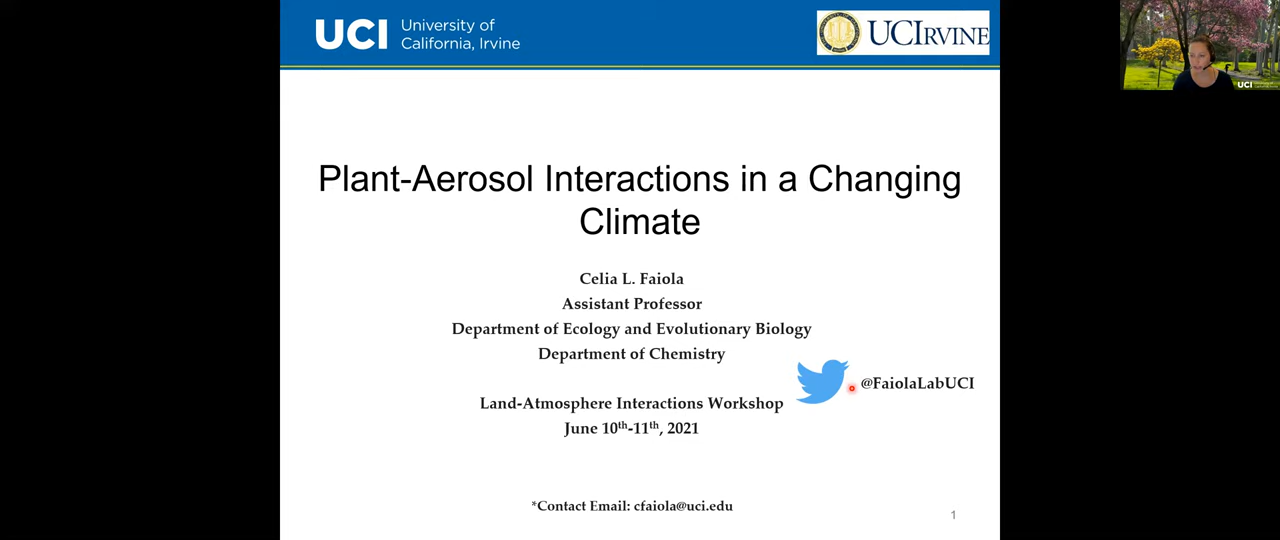 UCI University of
California, Irvine
UCIRVINE
UCI
Plant-Aerosol Interactions in a Changing
Climate
Celia L. Faiola
Assistant Professor
Department of Ecology and Evolutionary Biology
Department of Chemistry
@FaiolaLabUCI
Land-Atmosphere Interactions Workshop
June 10th-11th, 2021
*Contact Email: cfaiola@uci.edu
1